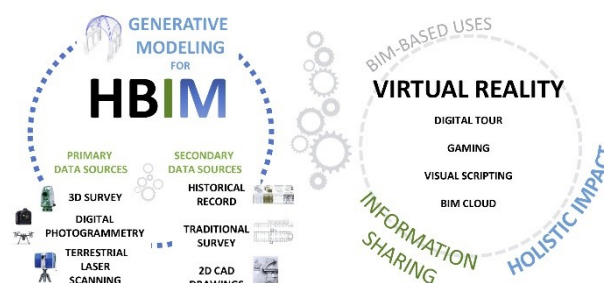 GENERATIVE
MODELING
FOR
HBIM
PRIMARY
DATA SOURCES
SECONDARY
DATA SOURCES
3D SURVEY
DIGITAL
PHOTOGRAMMETRY
TERRESTRIAL
LASER
SCANNING
HISTORICAL
RECORD
TRADITIONAL
SURVEY
2D CAD
DRAWINGS
BIM-BASED USES
VIRTUAL REALITY
DIGITAL TOUR
GAMING
VISUAL SCRIPTING
BIM CLOUD
INFORMATION
SHARING
HOLISTIC IMPACT